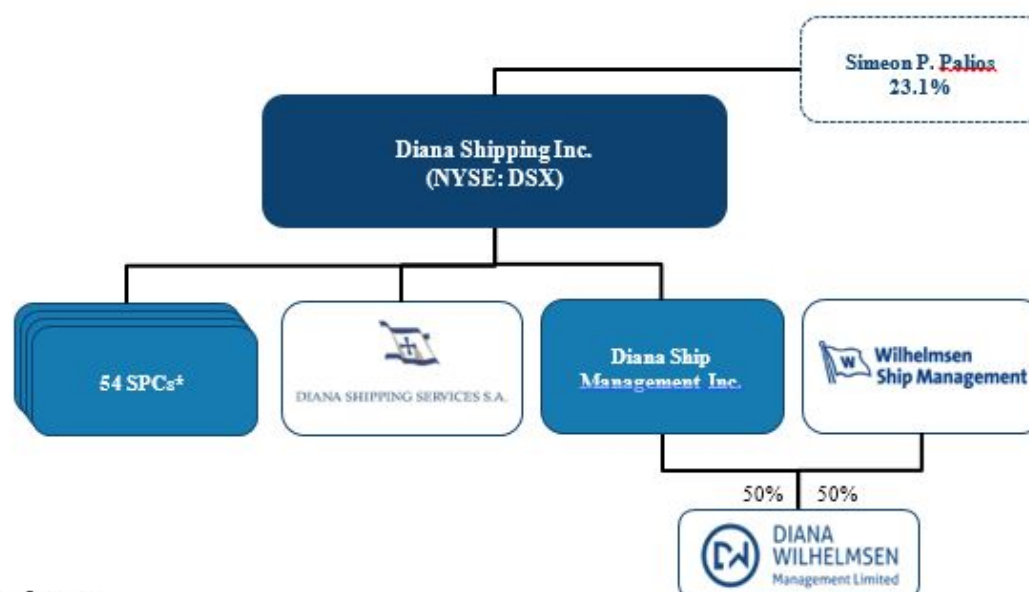 Simeon P. Palios
23.1%
Diana Shipping Inc.
(NYSE: DSX)
54 SPCs*
DIANA SHIPPING SERVICES S.A.
Diana Ship
Management Inc.
W
Wilhelmsen
Ship Management
50%
50%
DW
DIANA
WILHELMSEN
Management Limited